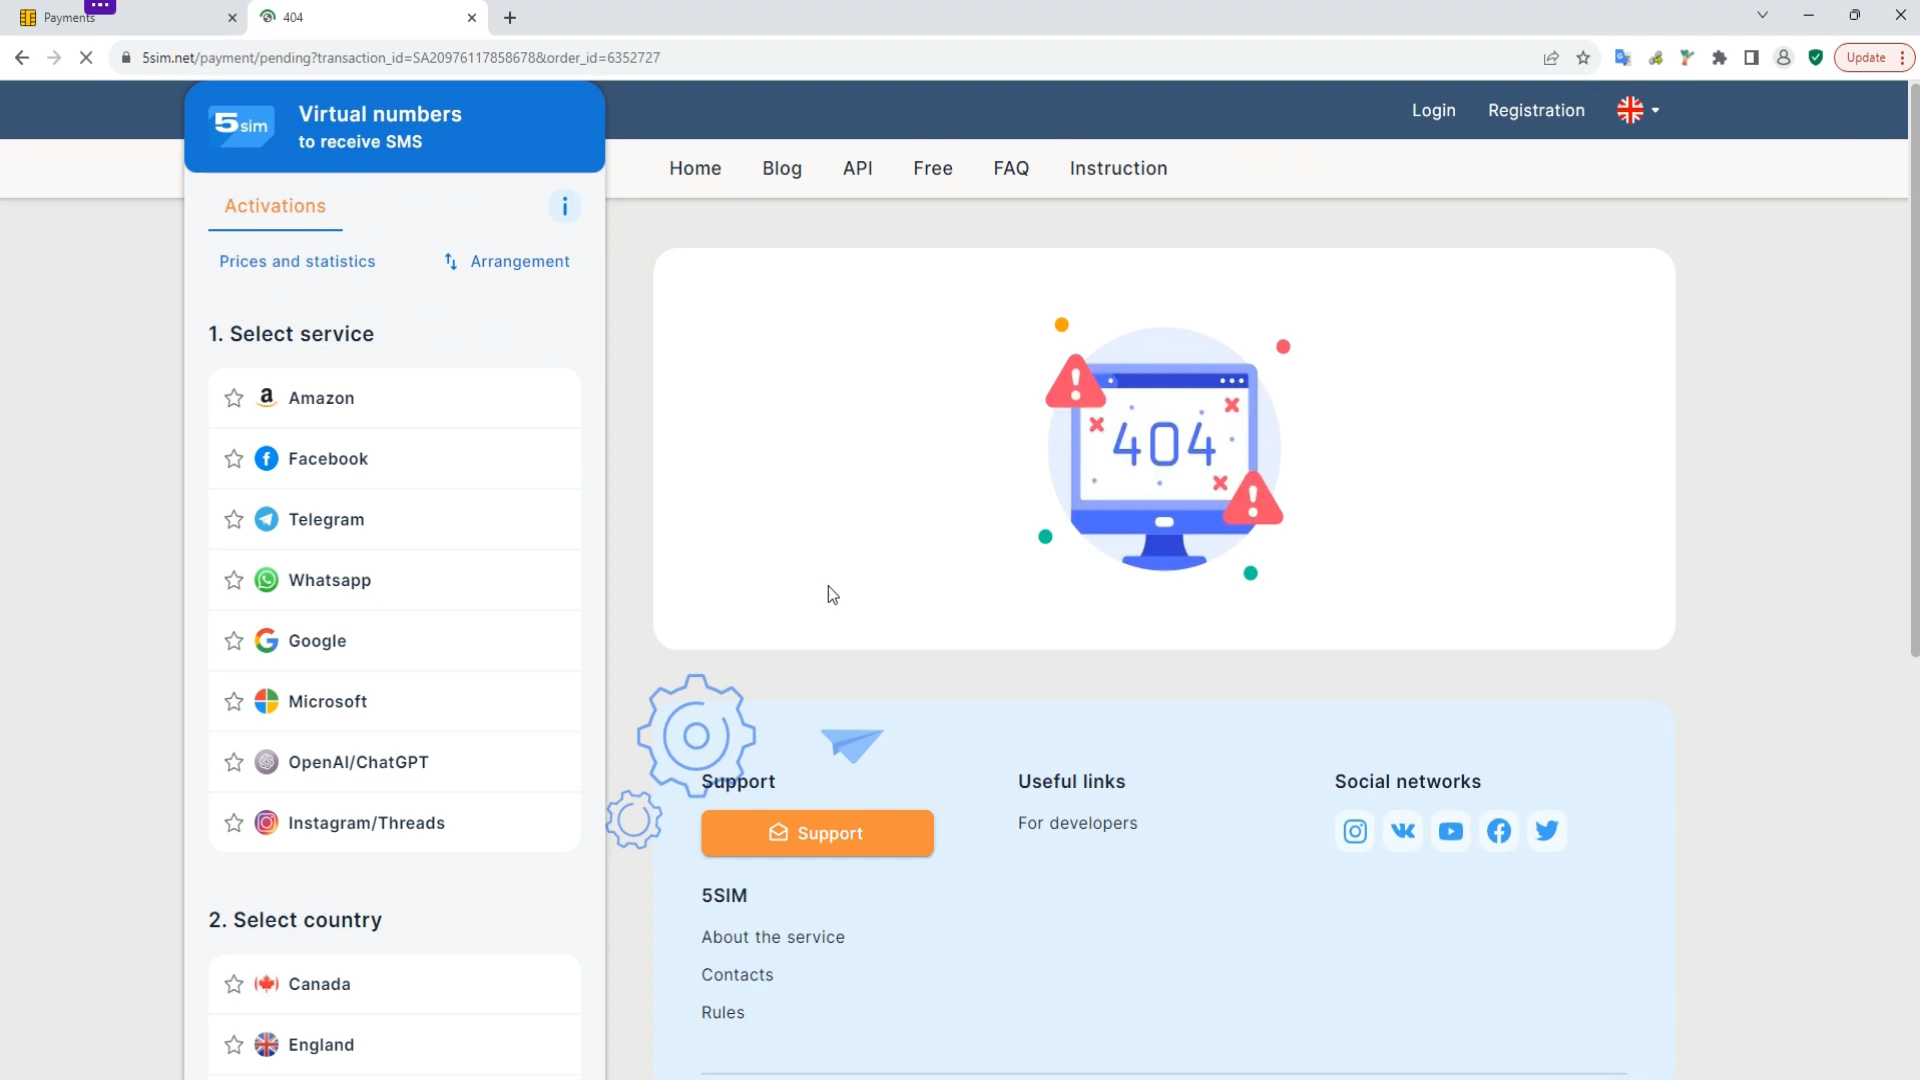 Payments
404
5sim.net/payment/pending?transaction_id=SA20976117858678&order_id=6352727
Update
5sim
Virtual numbers
to receive SMS
Login
Registration
Home
Blog
API
Free
FAQ
Instruction
Activations
i
Prices and statistics
Arrangement
1. Select service
Amazon
Facebook
Telegram
Whatsapp
Google
Microsoft
OpenAI/ChatGPT
Instagram/Threads
2. Select country
Canada
England
404
Support
Support
5SIM
About the service
Contacts
Rules
Useful links
For developers
Social networks